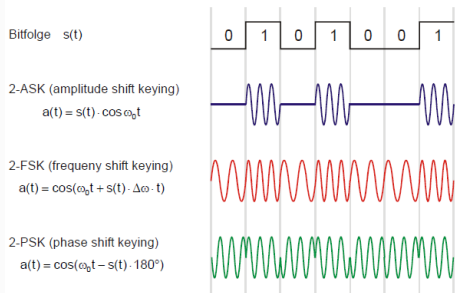 Bitfolge s(t)
0 1 0 1 0 0 1
2-ASK (amplitude shift keying)
a(t) = s(t) · cos ω₀t
2-FSK (frequeny shift keying)
a(t) = cos(ω₀t + s(t) · Δω · t)
2-PSK (phase shift keying)
a(t) = cos(ω₀t – s(t) · 180°)